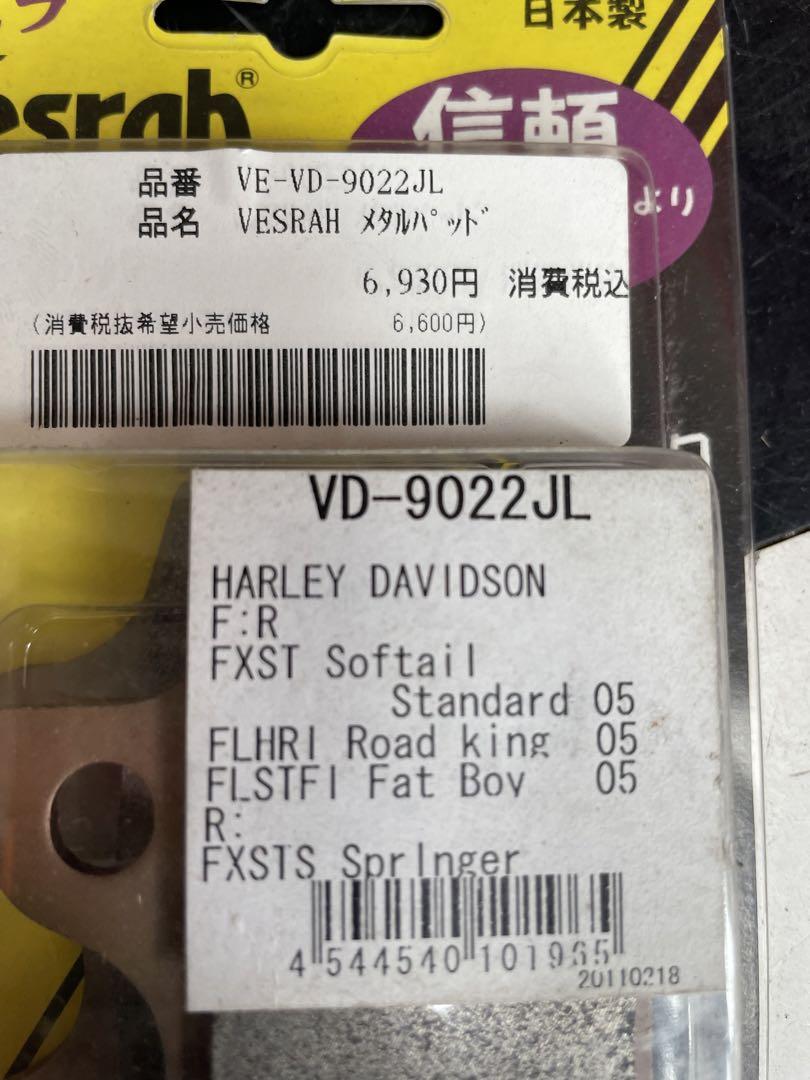 日本製
esrah®
信頼
より
品番 VE-VD-9022JL
品名 VESRAH ﾒﾀﾙﾊﾟｯﾄﾞ
6,930円 消費税込
(消費税抜希望小売価格 6,600円)
VD-9022JL
HARLEY DAVIDSON
F:R
FXST Softail
Standard 05
FLHRI Road king 05
FLSTFI Fat Boy 05
R:
FXSTS SprInger
4 544540 101965
20110218